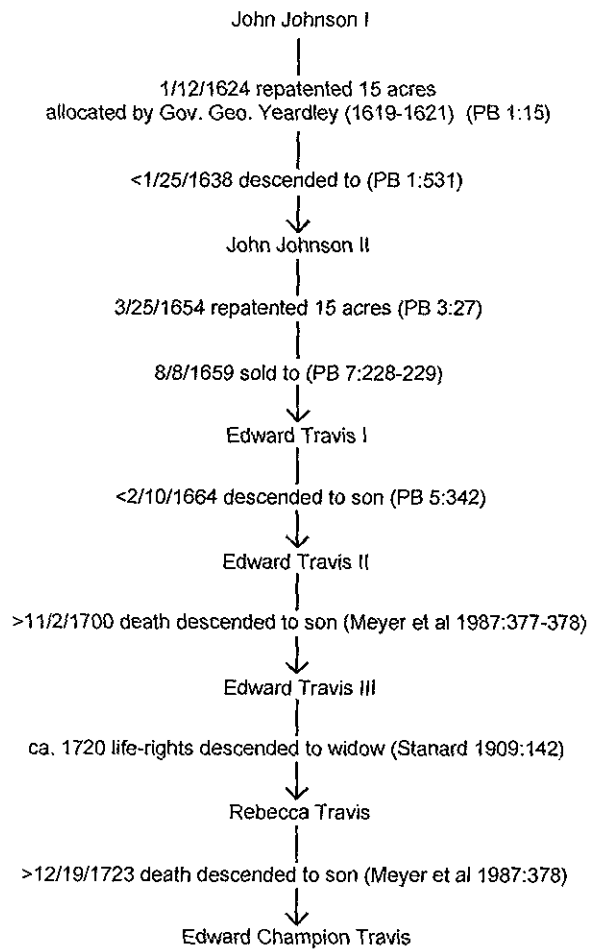 John Johnson I
1/12/1624 repatented 15 acres
allocated by Gov. Geo. Yeardley (1619-1621) (PB 1:15)
<1/25/1638 descended to (PB 1:531)
John Johnson II
3/25/1654 repatented 15 acres (PB 3:27)
8/8/1659 sold to (PB 7:228-229)
Edward Travis I
<2/10/1664 descended to son (PB 5:342)
Edward Travis II
>11/2/1700 death descended to son (Meyer et al 1987:377-378)
Edward Travis III
ca. 1720 life-rights descended to widow (Stanard 1909:142)
Rebecca Travis
>12/19/1723 death descended to son (Meyer et al 1987:378)
Edward Champion Travis